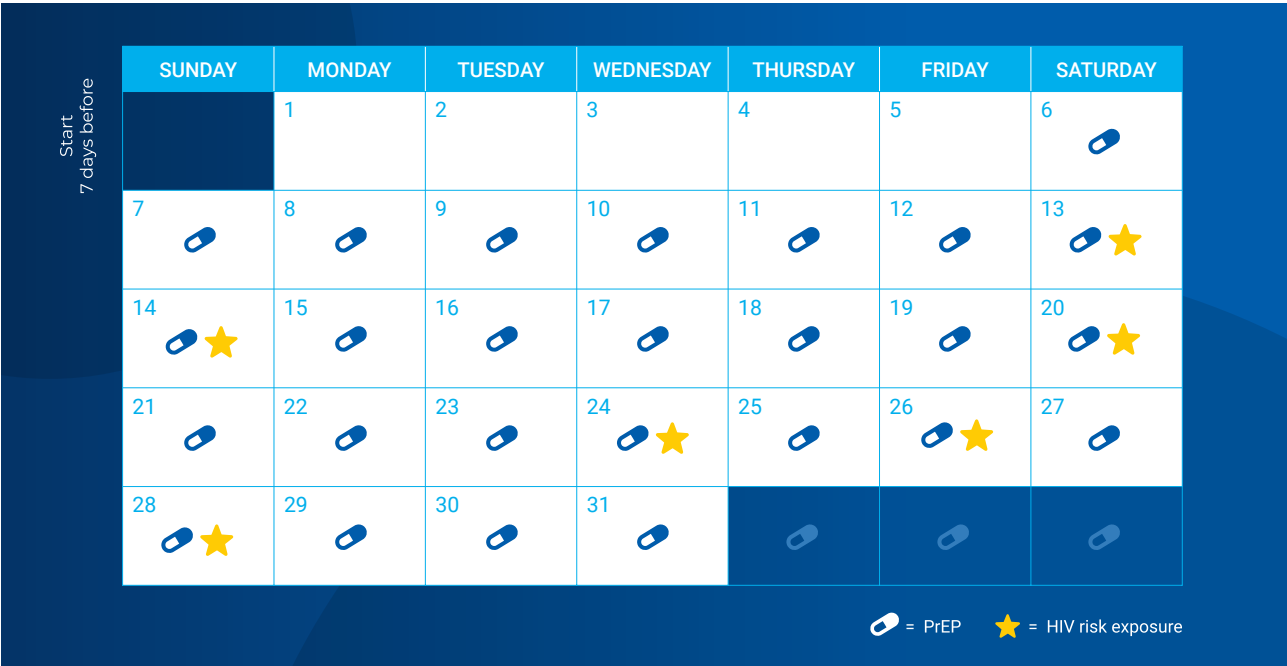 SUNDAY MONDAY TUESDAY WEDNESDAY THURSDAY FRIDAY SATURDAY
Start
7 days before
1 2 3 4 5 6
7 8 9 10 11 12 13
14 15 16 17 18 19 20
21 22 23 24 25 26 27
28 29 30 31
= PrEP = HIV risk exposure